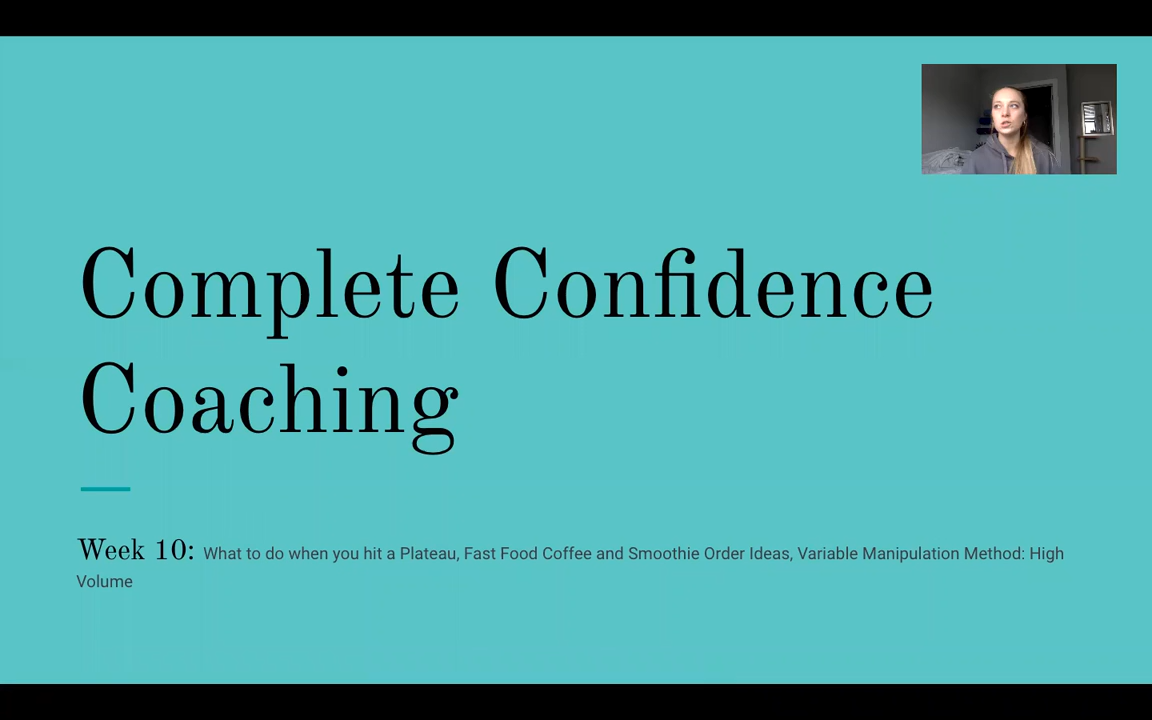 Complete Confidence
Coaching
Week 10: What to do when you hit a Plateau, Fast Food Coffee and Smoothie Order Ideas, Variable Manipulation Method: High
Volume